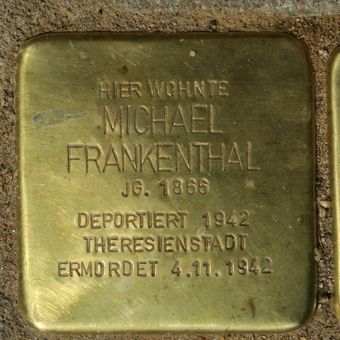 HIER WOHNTE
MICHAEL
FRANKENTHAL
JG. 1866
DEPORTIERT 1942
THERESIENSTADT
ERMORDET 4.11.1942